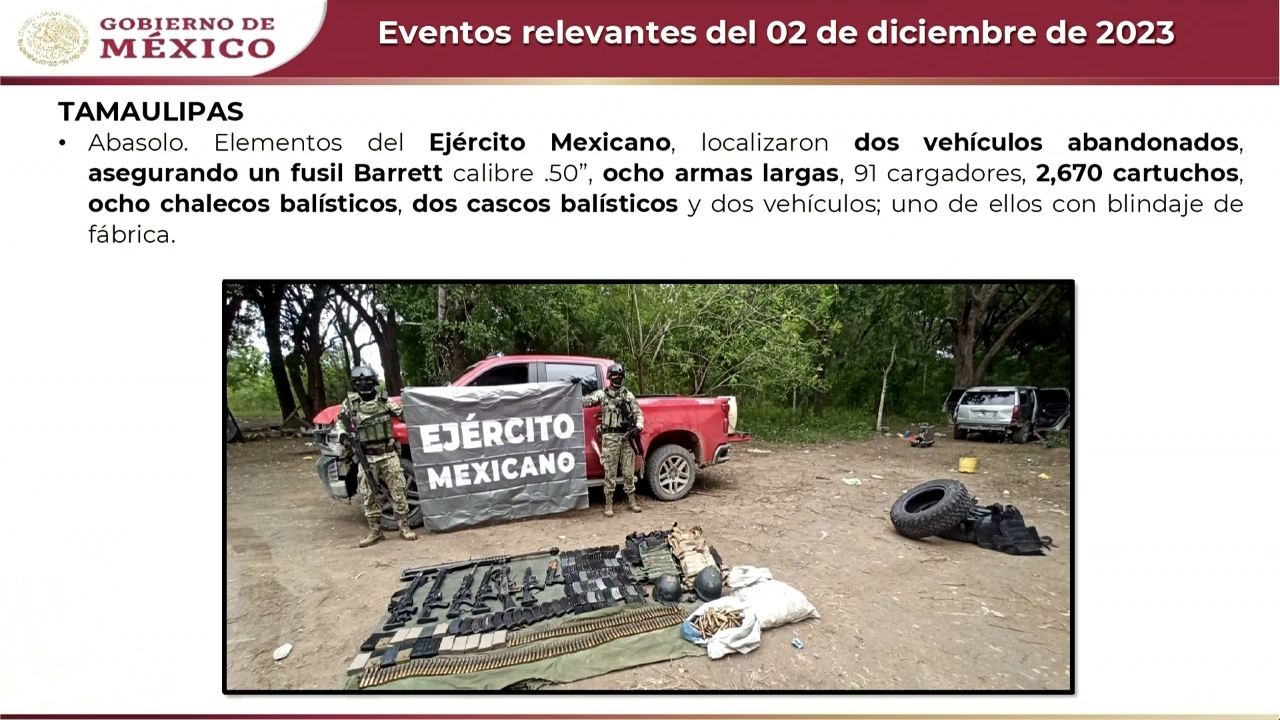 GOBIERNO DE
MÉXICO
Eventos relevantes del 02 de diciembre de 2023
TAMAULIPAS
• Abasolo. Elementos del Ejército Mexicano, localizaron dos vehículos abandonados,
asegurando un fusil Barrett calibre .50”, ocho armas largas, 91 cargadores, 2,670 cartuchos,
ocho chalecos balísticos, dos cascos balísticos y dos vehículos; uno de ellos con blindaje de
fábrica.
EJÉRCITO
MEXICANO